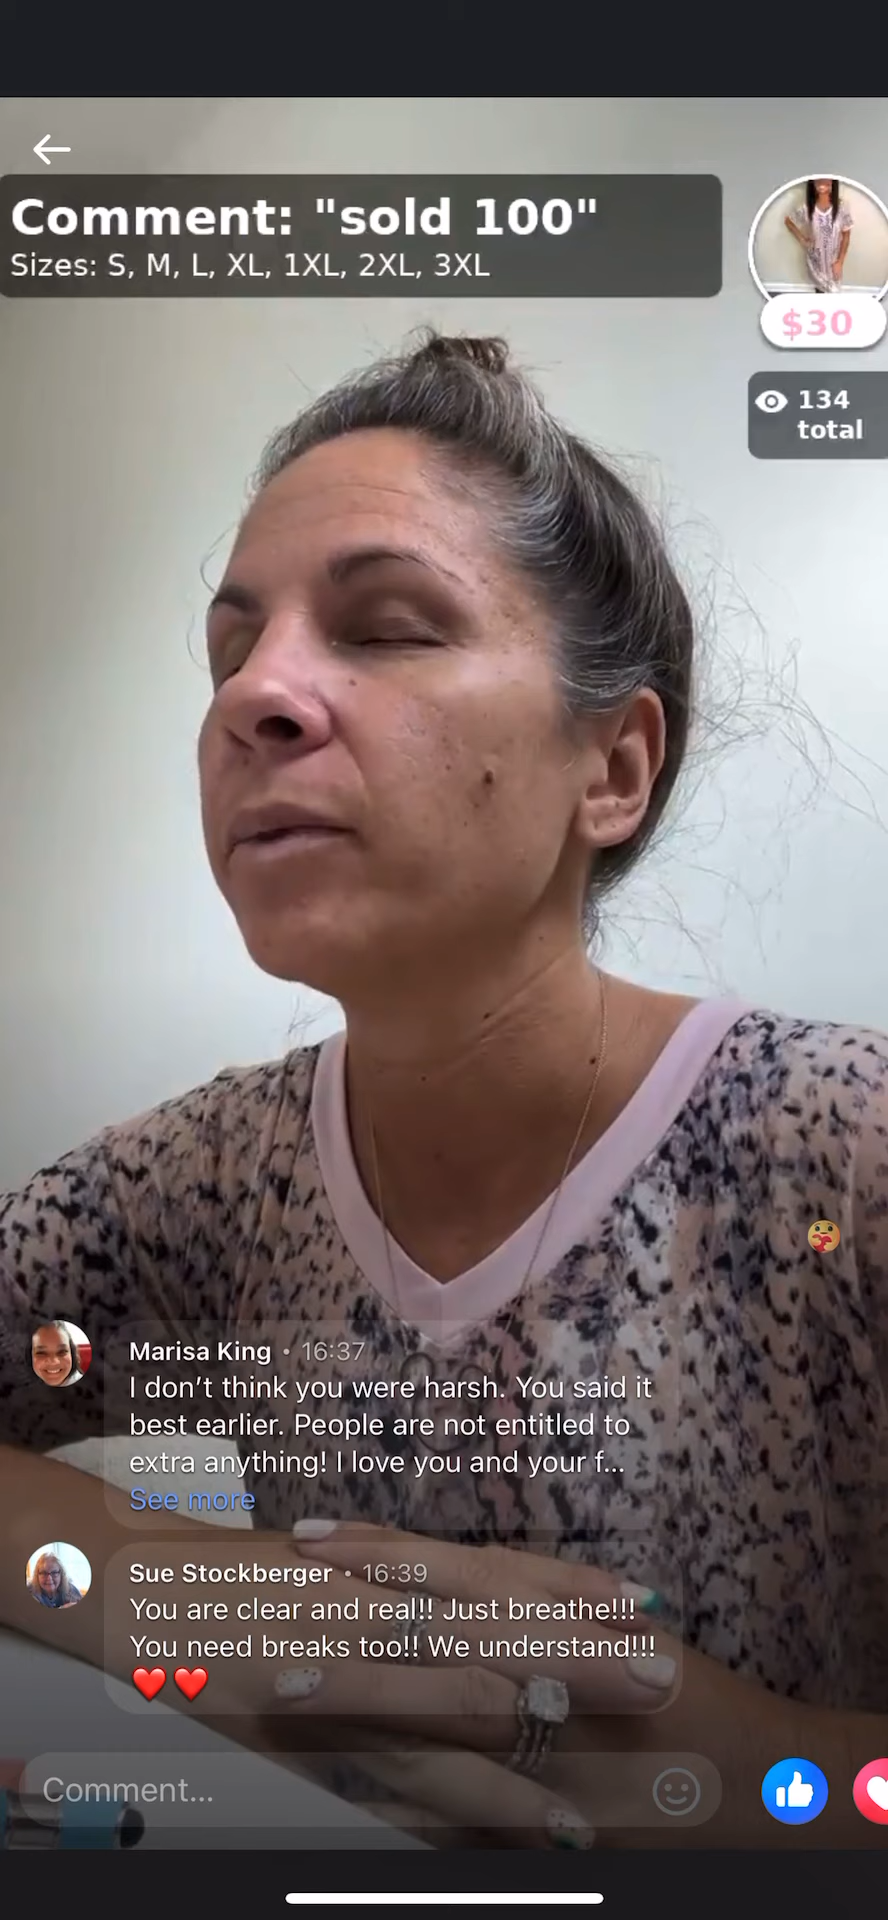 Comment: "sold 100"
Sizes: S, M, L, XL, 1XL, 2XL, 3XL
$30
134
total
Marisa King • 16:37
I don’t think you were harsh. You said it
best earlier. People are not entitled to
extra anything! I love you and your f...
See more
Sue Stockberger • 16:39
You are clear and real!! Just breathe!!!
You need breaks too!! We understand!!!
❤️❤️
Comment...